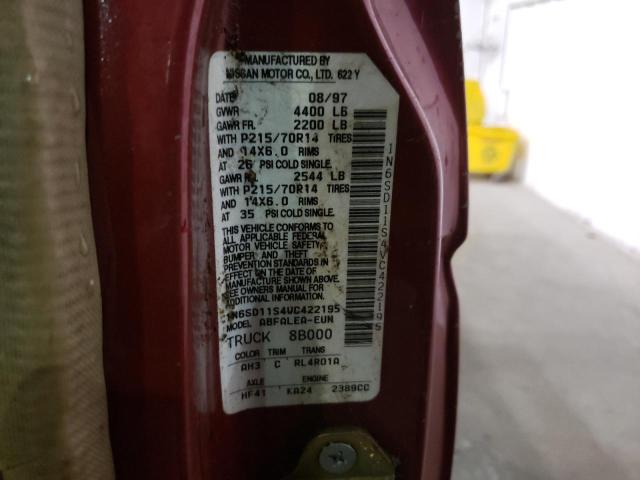 MANUFACTURED BY
NISSAN MOTOR CO., LTD. 622Y
08/97
GVWR 4400 LB
GAWR FR. 2200 LB
WITH P215/70R14 TIRES
AND 14X6.0 RIMS
AT 26 PSI COLD SINGLE.
GAWR RR. 2544 LB
WITH P215/70R14 TIRES
AND 14X6.0 RIMS
AT 35 PSI COLD SINGLE.
THIS VEHICLE CONFORMS TO
ALL APPLICABLE FEDERAL
MOTOR VEHICLE SAFETY,
BUMPER AND THEFT
PREVENTION STANDARDS IN
EFFECT ON THE DATE OF
MANUFACTURE SHOWN ABOVE.
SEE OWNERS MANUAL FOR
ADDITIONAL INFORMATION
1N6SD11S4VC422195
MODEL ABFALEA-EUN
TRUCK 8B000
COLOR TRIM TRANS AXLE
AH3 C RL4R01A
AXLE ENGINE
HF41 KA24 2389CC
1N6SD11S4VC422195